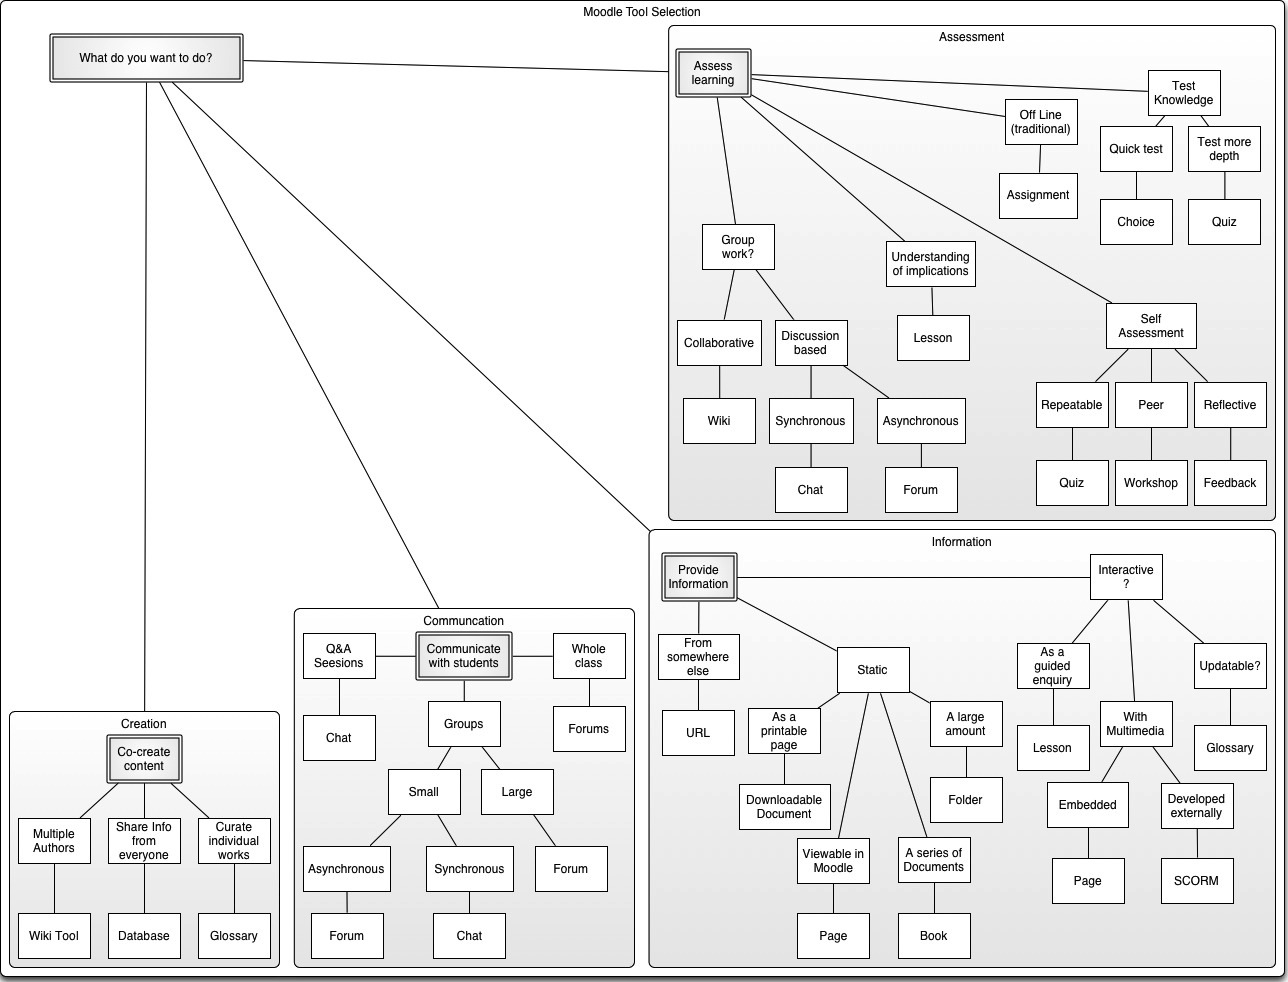 Moodle Tool Selection
What do you want to do?
Assessment
Assess
learning
Test
Knowledge
Off Line
(traditional)
Quick test
Test more
depth
Assignment
Choice
Quiz
Group
work?
Understanding
of implications
Self
Assessment
Collaborative
Discussion
based
Lesson
Repeatable
Peer
Reflective
Wiki
Synchronous
Asynchronous
Chat
Forum
Quiz
Workshop
Feedback
Information
Provide
Information
Interactive
?
From
somewhere
else
Static
As a
guided
enquiry
Updatable?
URL
As a
printable
page
A large
amount
With
Multimedia
Lesson
Glossary
Downloadable
Document
Folder
Embedded
Developed
externally
Viewable in
Moodle
A series of
Documents
Page
SCORM
Page
Book
Communcation
Q&A
Seesions
Communicate
with students
Whole
class
Chat
Groups
Forums
Small
Large
Asynchronous
Synchronous
Forum
Forum
Chat
Creation
Co-create
content
Multiple
Authors
Share Info
from
everyone
Curate
individual
works
Wiki Tool
Database
Glossary